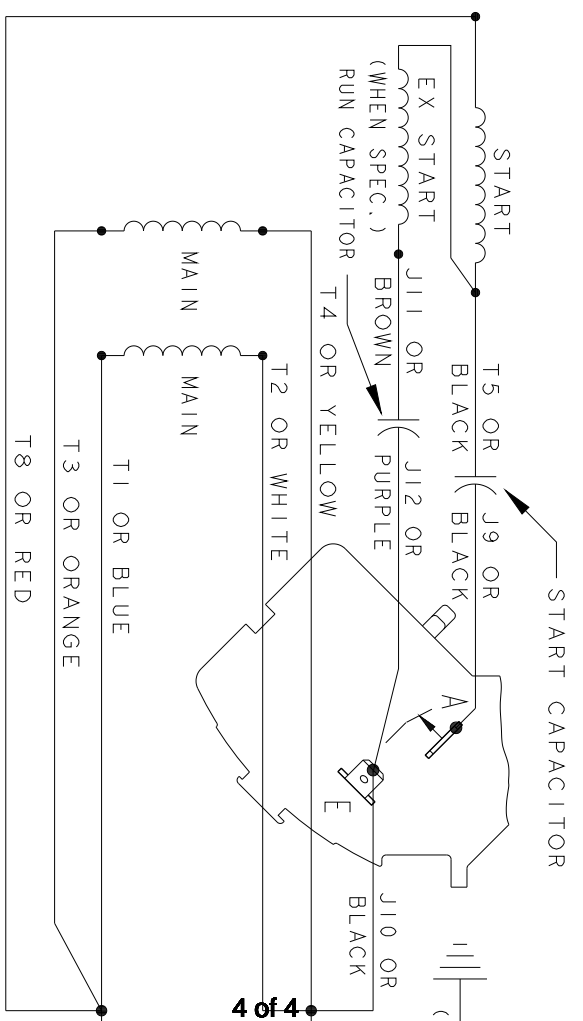 START
EX START
(WHEN SPEC.)
RUN CAPACITOR
J11 OR
BROWN
T5 OR
BLACK
J9 OR
BLACK
START CAPACITOR
J12 OR
PURPLE
MAIN
MAIN
T4 OR YELLOW
T2 OR WHITE
T1 OR BLUE
T3 OR ORANGE
T8 OR RED
A
E
J10 OR
BLACK
(
4 of 4